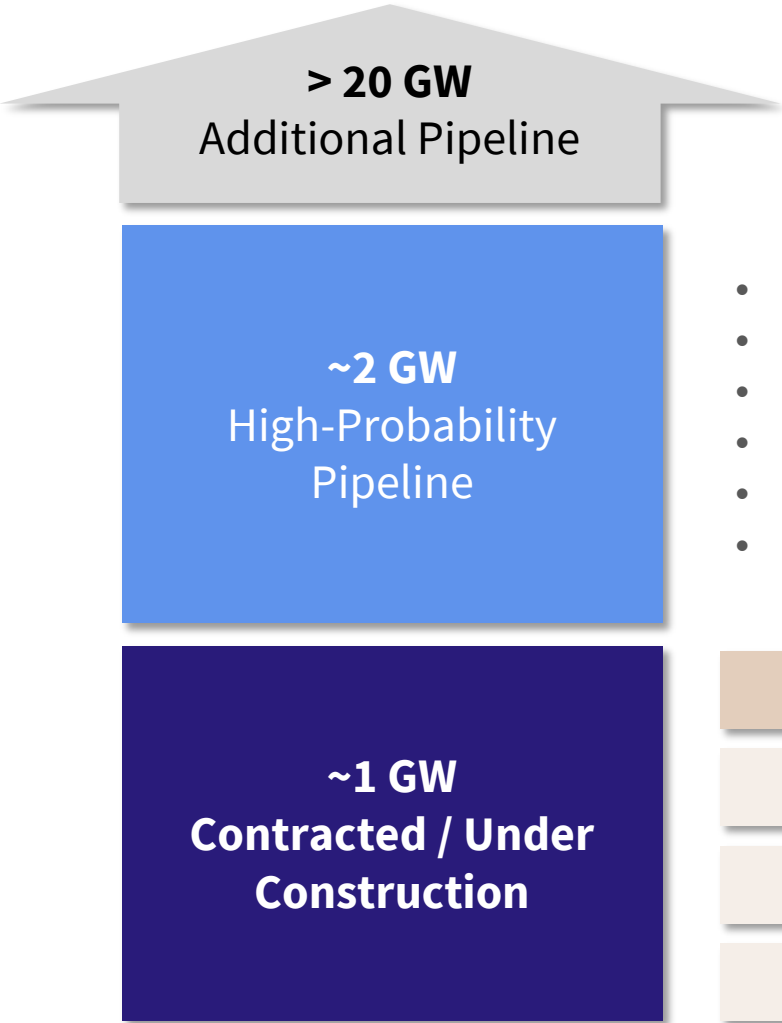 > 20 GW
Additional Pipeline
~2 GW
High-Probability
Pipeline
~1 GW
Contracted / Under
Construction